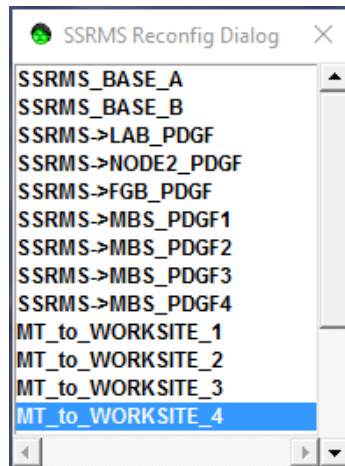 SSRMS Reconfig Dialog
SSRMS_BASE_A
SSRMS_BASE_B
SSRMS->LAB_PDGF
SSRMS->NODE2_PDGF
SSRMS->FGB_PDGF
SSRMS->MBS_PDGF1
SSRMS->MBS_PDGF2
SSRMS->MBS_PDGF3
SSRMS->MBS_PDGF4
MT_to_WORKSITE_1
MT_to_WORKSITE_2
MT_to_WORKSITE_3
MT_to_WORKSITE_4